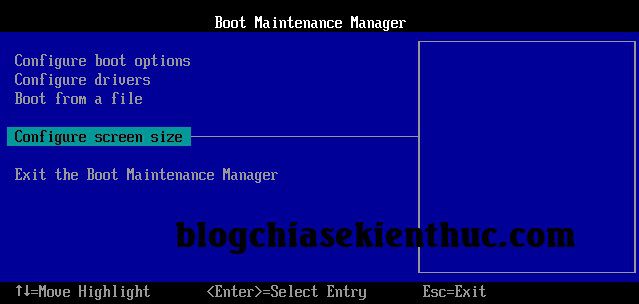 Boot Maintenance Manager
Configure boot options
Configure drivers
Boot from a file
Configure screen size
Exit the Boot Maintenance Manager
blogchiasekienthuc.com
↑↓=Move Highlight <Enter>=Select Entry Esc=Exit